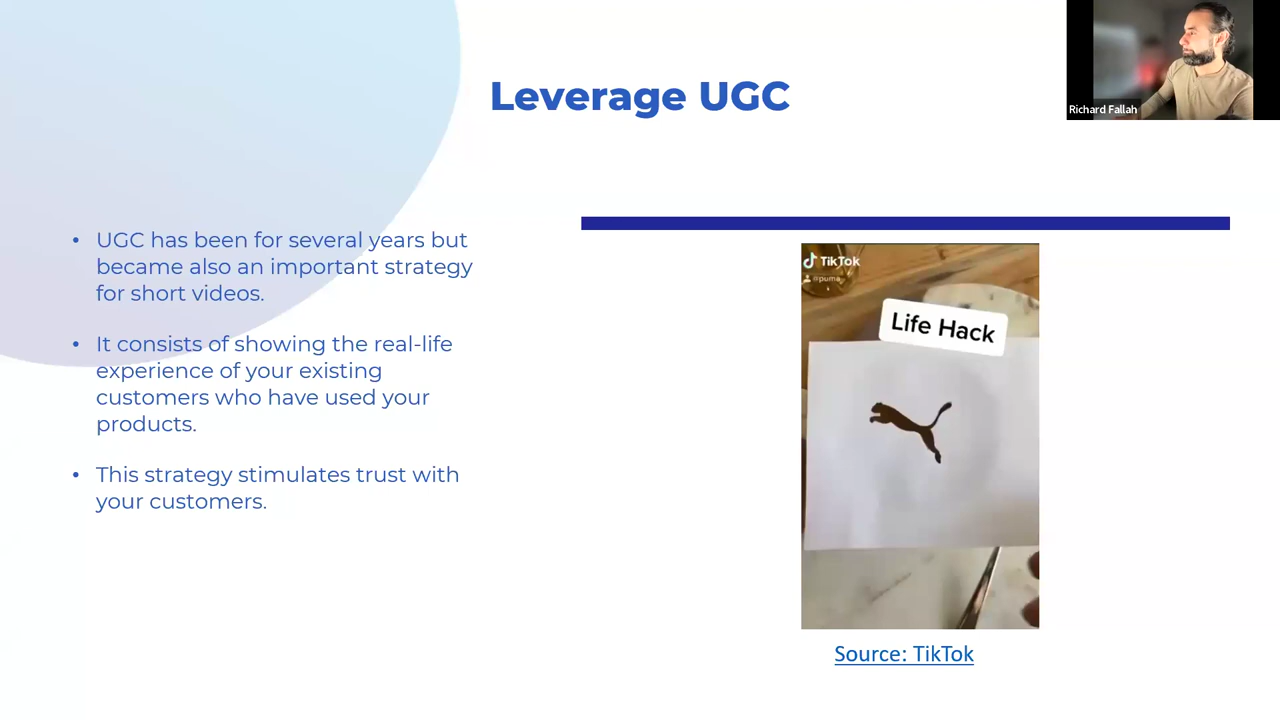 Leverage UGC
Richard Fallah
• UGC has been for several years but
became also an important strategy
for short videos.
• It consists of showing the real-life
experience of your existing
customers who have used your
products.
• This strategy stimulates trust with
your customers.
TikTok
@puma
Life Hack
Source: TikTok